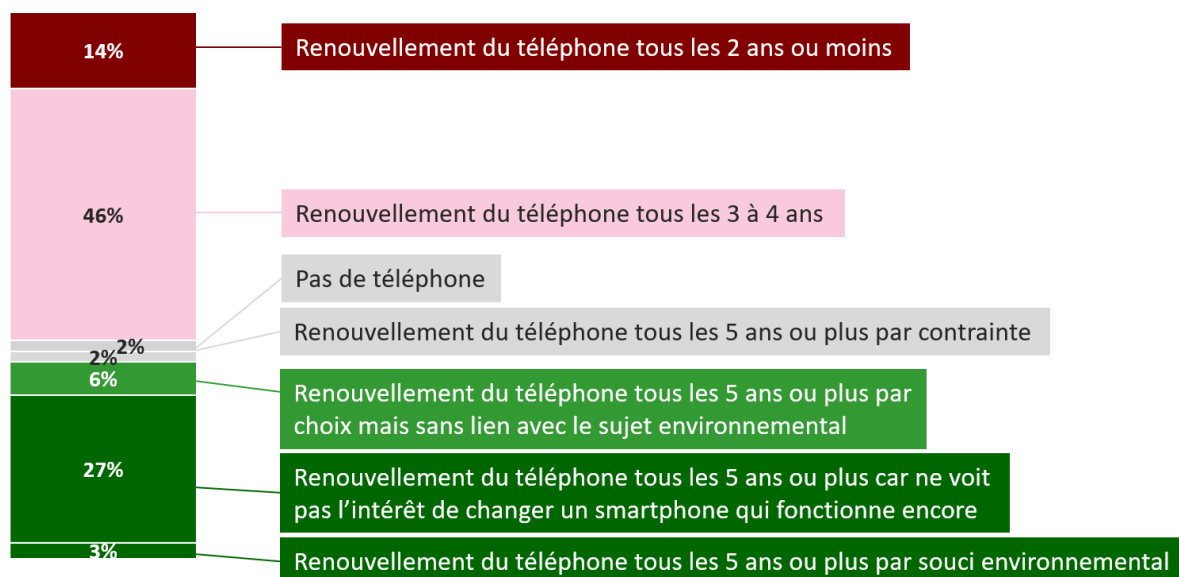 14%
Renouvellement du téléphone tous les 2 ans ou moins
46%
Renouvellement du téléphone tous les 3 à 4 ans
Pas de téléphone
2%
Renouvellement du téléphone tous les 5 ans ou plus par contrainte
2%
6%
Renouvellement du téléphone tous les 5 ans ou plus par
choix mais sans lien avec le sujet environnemental
27%
Renouvellement du téléphone tous les 5 ans ou plus car ne voit
pas l’intérêt de changer un smartphone qui fonctionne encore
3%
Renouvellement du téléphone tous les 5 ans ou plus par souci environnemental